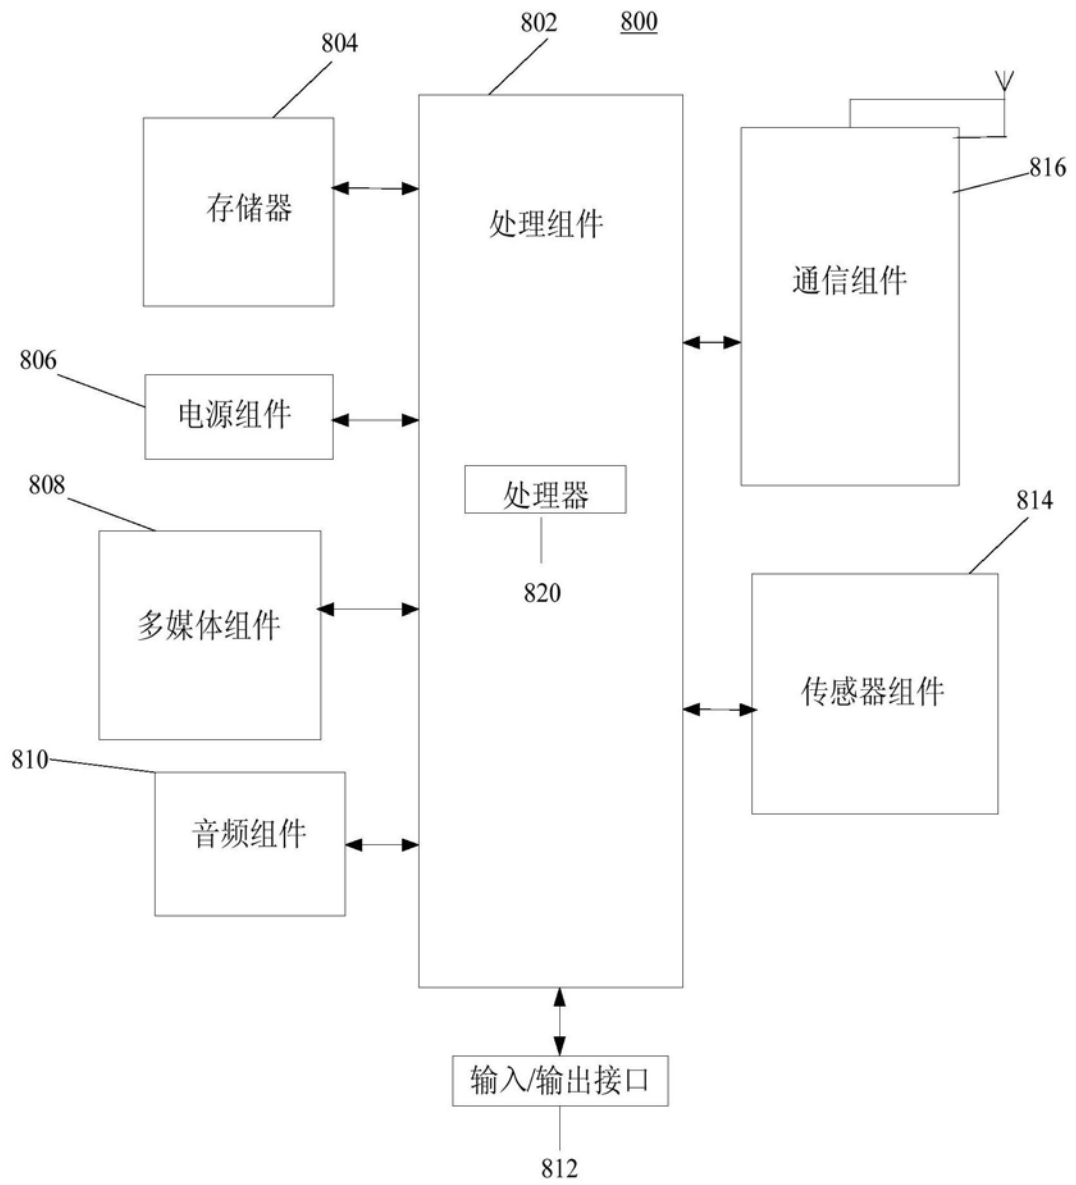 802
800
804
816
存储器
处理组件
通信组件
806
电源组件
808
处理器
814
820
多媒体组件
传感器组件
810
音频组件
输入/输出接口
812